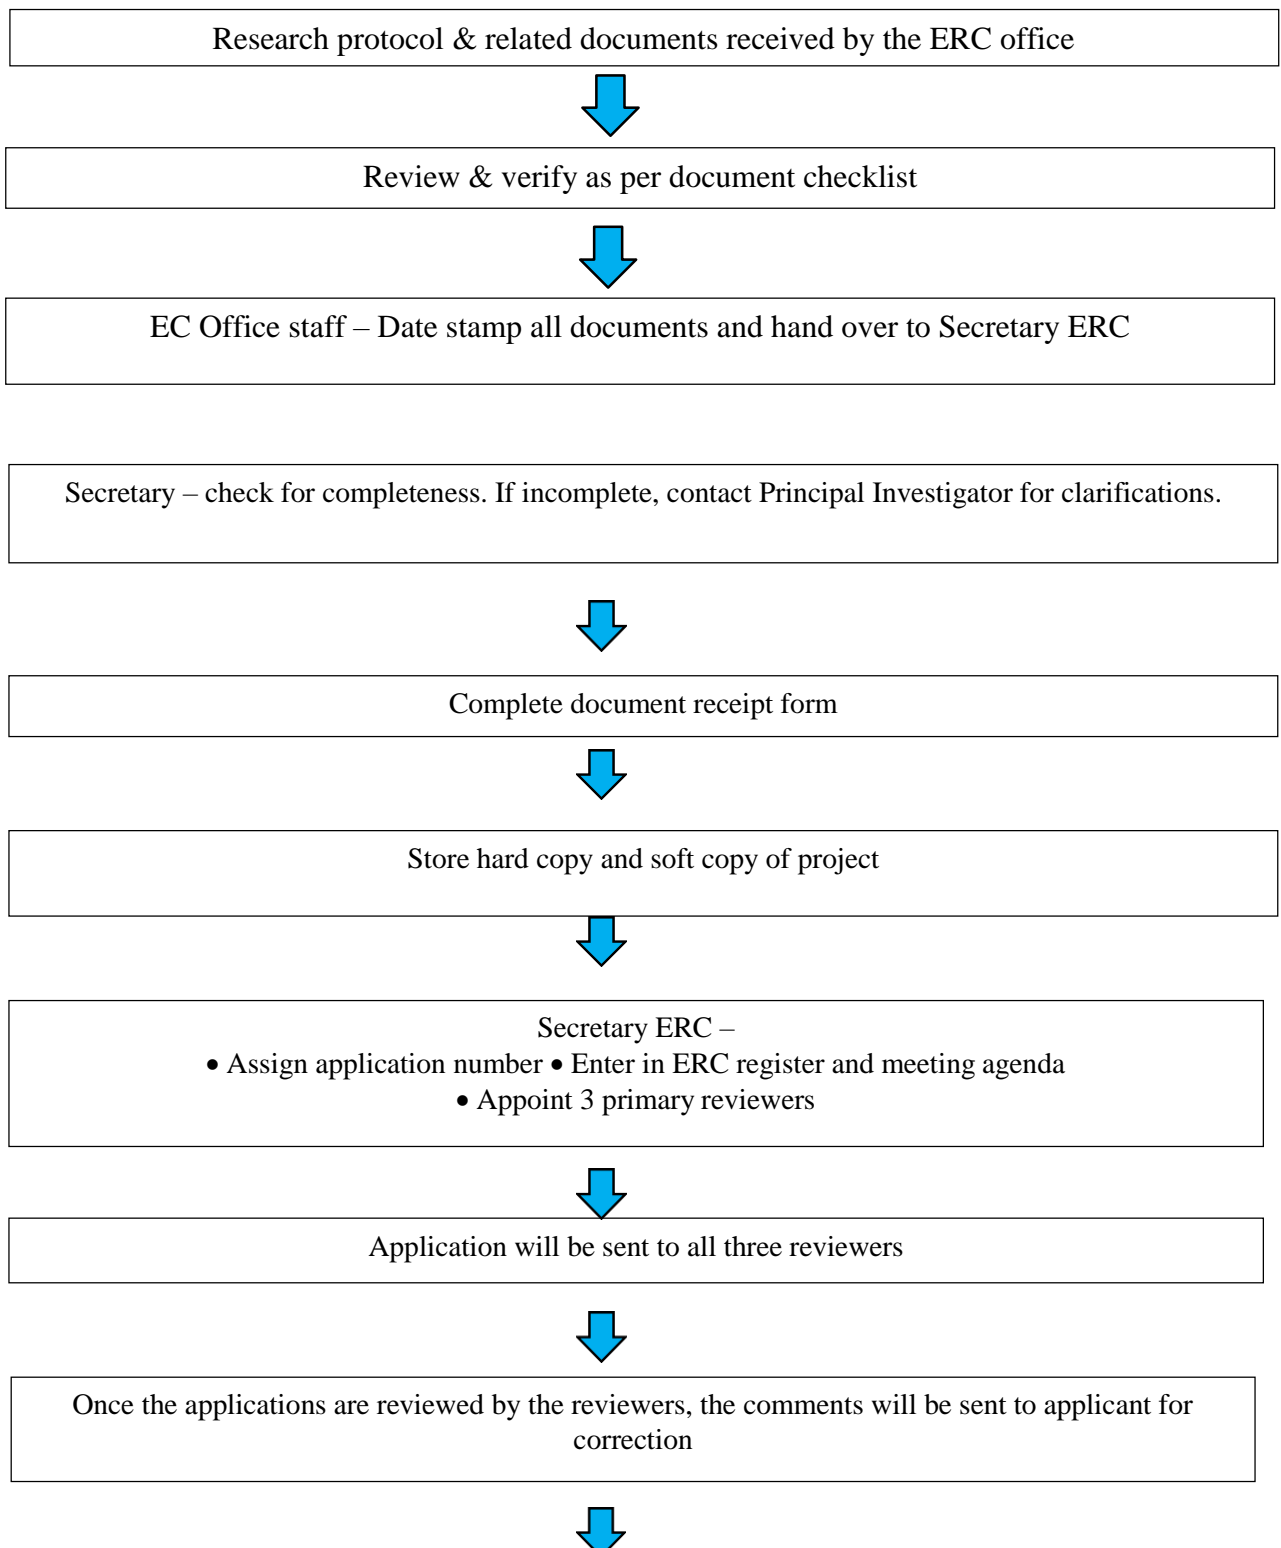 Research protocol & related documents received by the ERC office
Review & verify as per document checklist
EC Office staff – Date stamp all documents and hand over to Secretary ERC
Secretary – check for completeness. If incomplete, contact Principal Investigator for clarifications.
Complete document receipt form
Store hard copy and soft copy of project
Secretary ERC –
• Assign application number • Enter in ERC register and meeting agenda
• Appoint 3 primary reviewers
Application will be sent to all three reviewers
Once the applications are reviewed by the reviewers, the comments will be sent to applicant for
correction